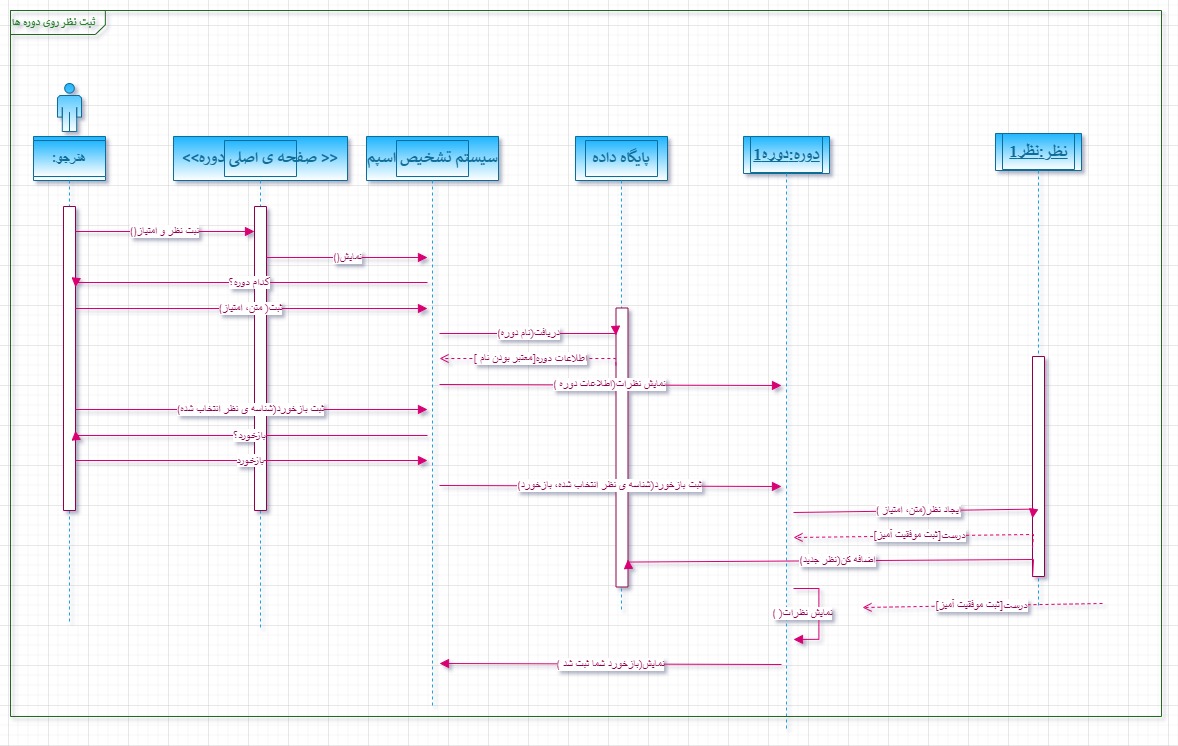 ثبت نظر روی دوره ها
هنرجو:
<< صفحه ی اصلی دوره>>
سیستم تشخیص اسپم
پایگاه داده
دوره:دوره1
نظر:نظر1
ثبت نظر و امتیاز()
نمایش()
کدام دوره؟
ثبت( متن، امتیاز)
دریافت(نام دوره)
اطلاعات دوره[معتبر بودن نام ]
نمایش نظرات(اطلاعات دوره )
ثبت بازخورد(شناسه ی نظر انتخاب شده)
بازخورد؟
بازخورد
ثبت بازخورد(شناسه ی نظر انتخاب شده، بازخورد)
ایجاد نظر(متن، امتیاز )
درست[ثبت موفقیت آمیز]
اضافه کن(نظر جدید)
درست[ثبت موفقیت آمیز]
نمایش نظرات( )
نمایش(بازخورد شما ثبت شد )